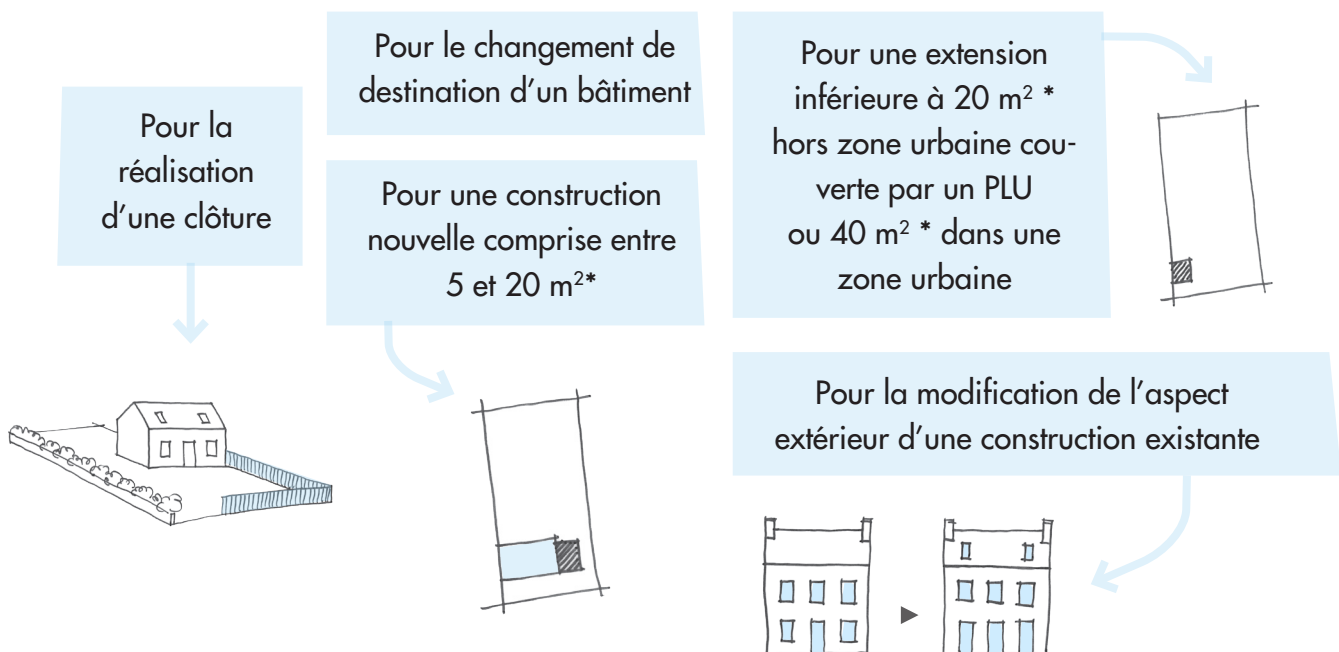 Pour la
réalisation
d’une clôture
Pour le changement de
destination d’un bâtiment
Pour une construction
nouvelle comprise entre
5 et 20 m²*
Pour une extension
inférieure à 20 m² *
hors zone urbaine cou-
verte par un PLU
ou 40 m² * dans une
zone urbaine
Pour la modification de l’aspect
extérieur d’une construction existante